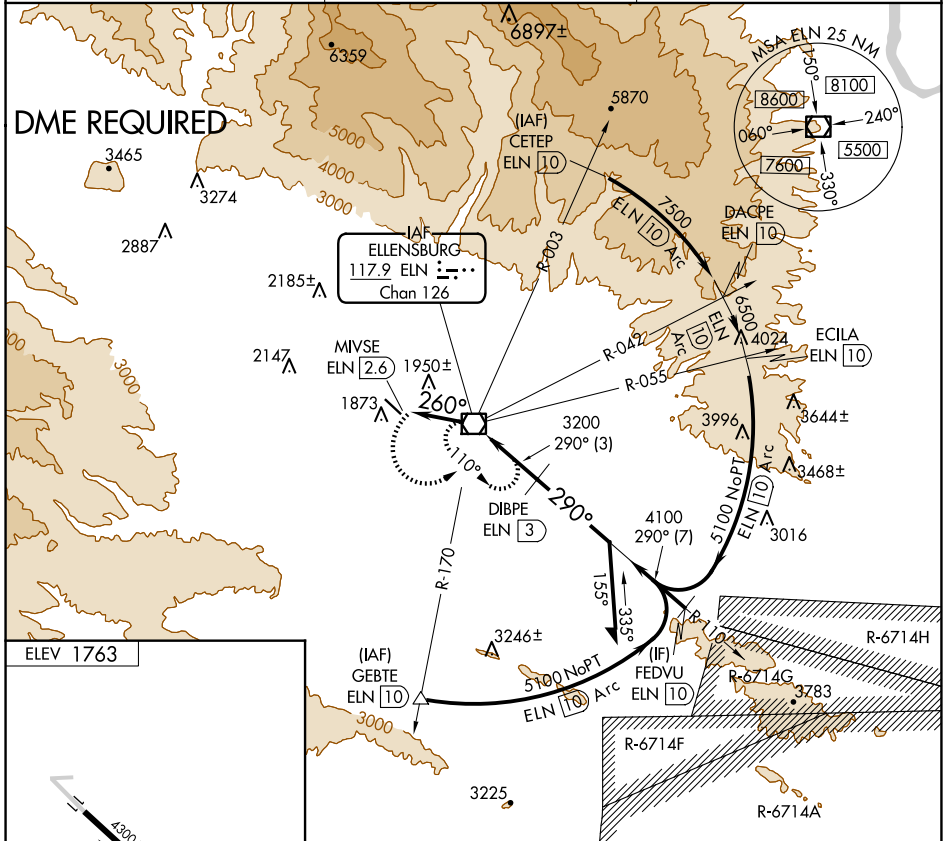 6897±
6359
MSA ELN 25 NM
150°
8100
8600
240°
060°
5500
7600
330°
5870
DME REQUIRED
(IAF)
CETEP
ELN 10
5000
4000
3000
3465
3274
2887
7500
ELN 10 Arc
DACPE
ELN 10
IAF
ELLENSBURG
117.9 ELN
Chan 126
R-003
2185±
6500
ELN 10 Arc
4024
ECILA
ELN 10
R-042
R-055
MIVSE
ELN 2.6
1950±
2147
3000
1873
260°
3200
290° (3)
3996
3644±
3468±
110°
5100 NoPT
ELN 10 Arc
290°
DIBPE
ELN 3
4100
290° (7)
3016
R-170
155°
335°
R-110
R-6714H
ELEV 1763
3246±
(IAF)
GEBTE
ELN 10
(IF)
FEDVU
ELN 10
R-6714G
3783
5100 NoPT
ELN 10 Arc
3000
R-6714F
3225
R-6714A
4300